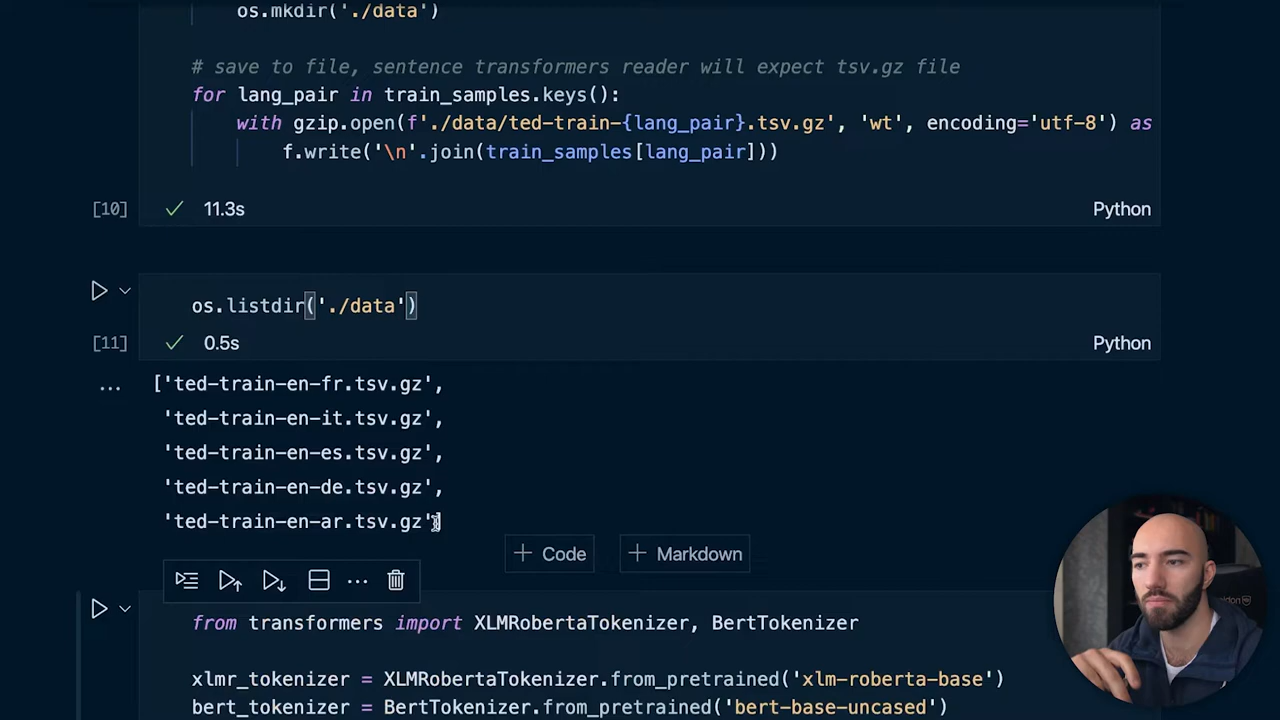 os.mkdir('./data')
# save to file, sentence transformers reader will expect tsv.gz file
for lang_pair in train_samples.keys():
with gzip.open(f'./data/ted-train-{lang_pair}.tsv.gz', 'wt', encoding='utf-8') as
f.write('\n'.join(train_samples[lang_pair]))
[10] 11.3s Python
os.listdir('./data')
[11] 0.5s Python
... ['ted-train-en-fr.tsv.gz',
'ted-train-en-it.tsv.gz',
'ted-train-en-es.tsv.gz',
'ted-train-en-de.tsv.gz',
'ted-train-en-ar.tsv.gz']
+ Code + Markdown
from transformers import XLMRobertaTokenizer, BertTokenizer
xlmr_tokenizer = XLMRobertaTokenizer.from_pretrained('xlm-roberta-base')
bert_tokenizer = BertTokenizer.from_pretrained('bert-base-uncased')